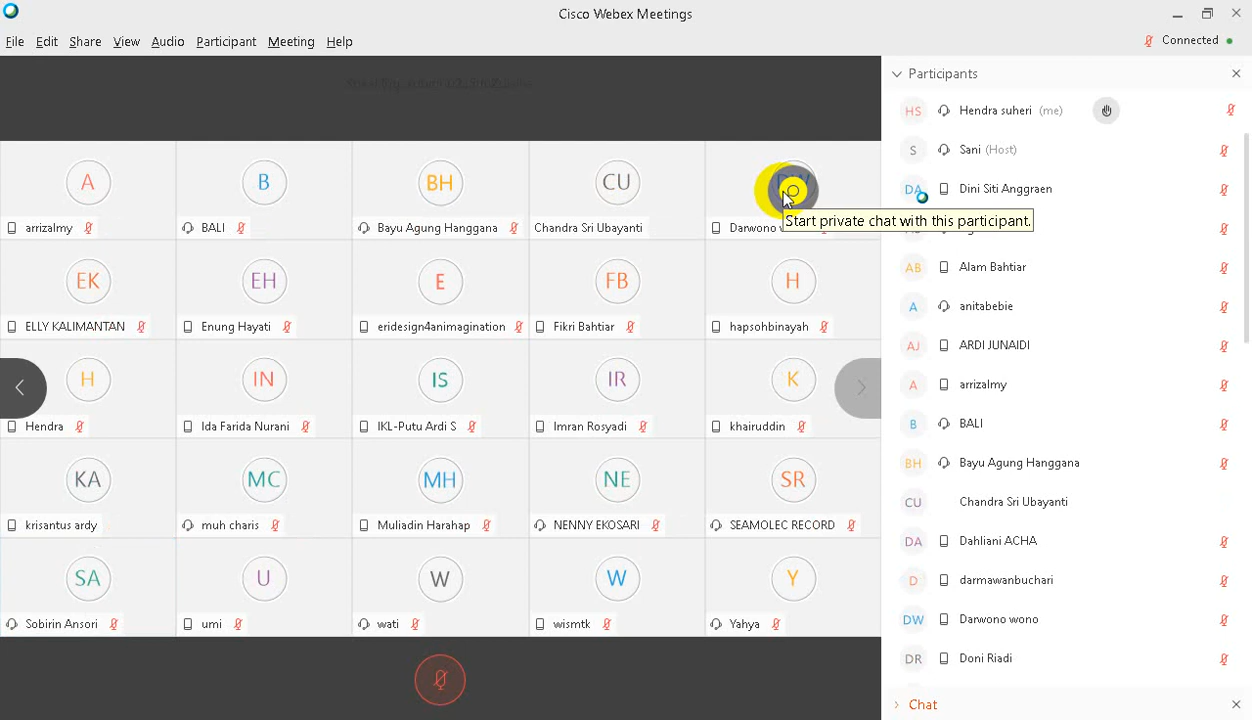 Cisco Webex Meetings
File Edit Share View Audio Participant Meeting Help
Connected
Participants
HS Hendra suheri (me)
S Sani (Host)
DA Dini Siti Anggraen
AB Alam Bahtiar
A anitabebie
AJ ARDI JUNAIDI
A arrizalmy
B BALI
BH Bayu Agung Hanggana
CU Chandra Sri Ubayanti
DA Dahliani ACHA
D darmawanbuchari
DW Darwono wono
DR Doni Riadi
Chat
A B BH CU DW
arrizalmy BALI Bayu Agung Hanggana Chandra Sri Ubayanti Darwono
Start private chat with this participant.
EK EH E FB H
ELLY KALIMANTAN Enung Hayati eridesign4animagination Fikri Bahtiar hapsohbinayah
H IN IS IR K
Hendra Ida Farida Nurani IKL-Putu Ardi S Imran Rosyadi khairuddin
KA MC MH NE SR
krisantus ardy muh charis Muliadin Harahap NENNY EKOSARI SEAMOLEC RECORD
SA U W W Y
Sobirin Ansori umi wati wismtk Yahya